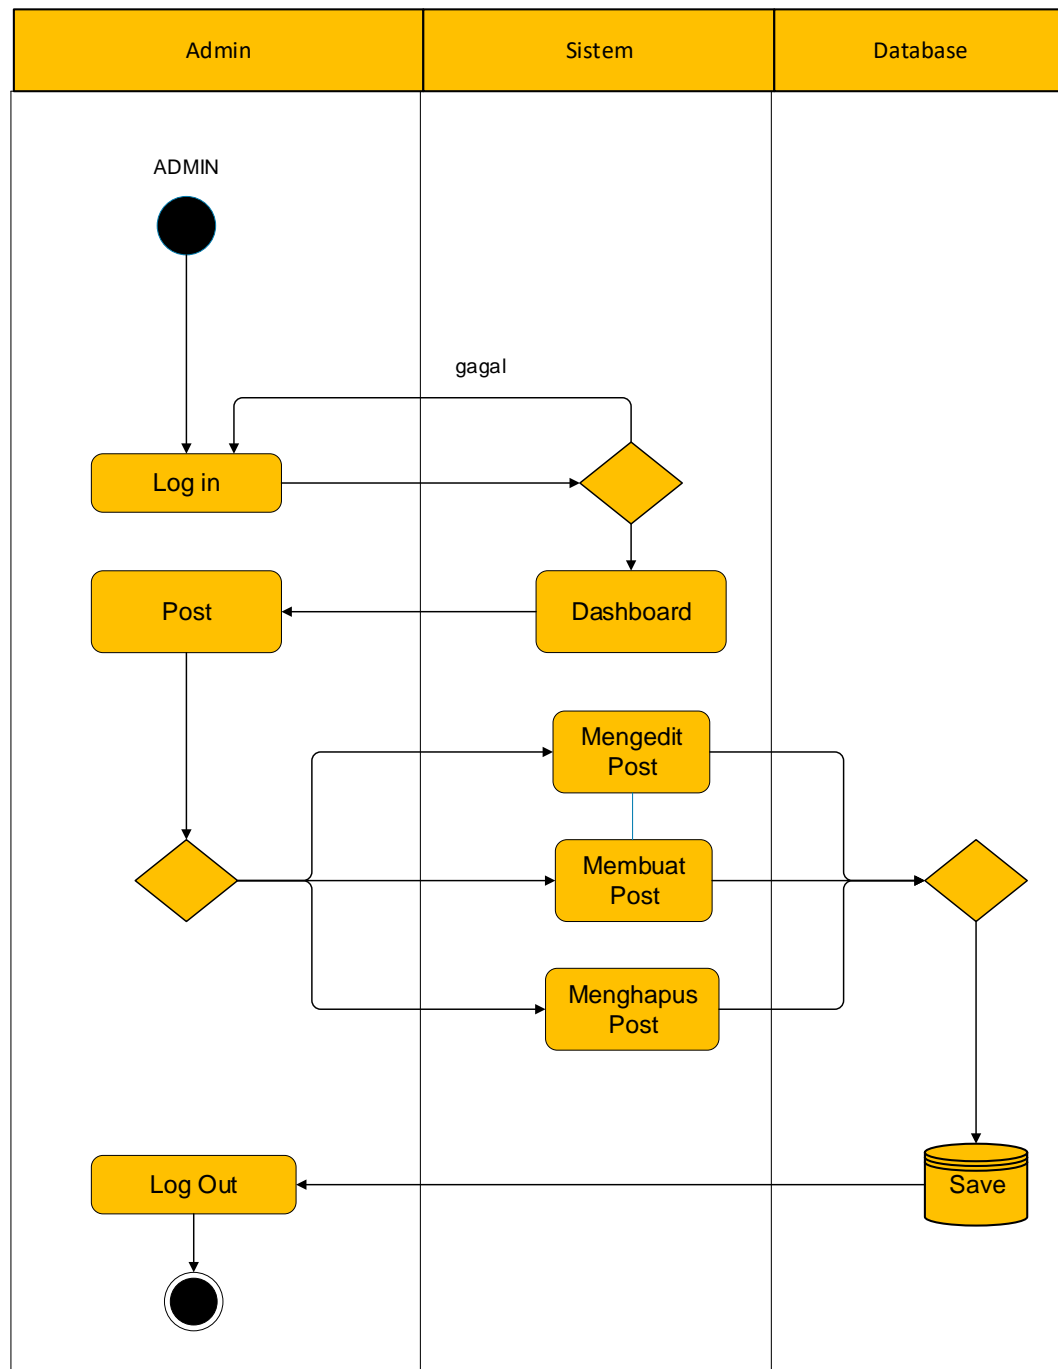 Admin
Sistem
Database
ADMIN
gagal
Log in
Post
Dashboard
Mengedit
Post
Membuat
Post
Menghapus
Post
Log Out
Save